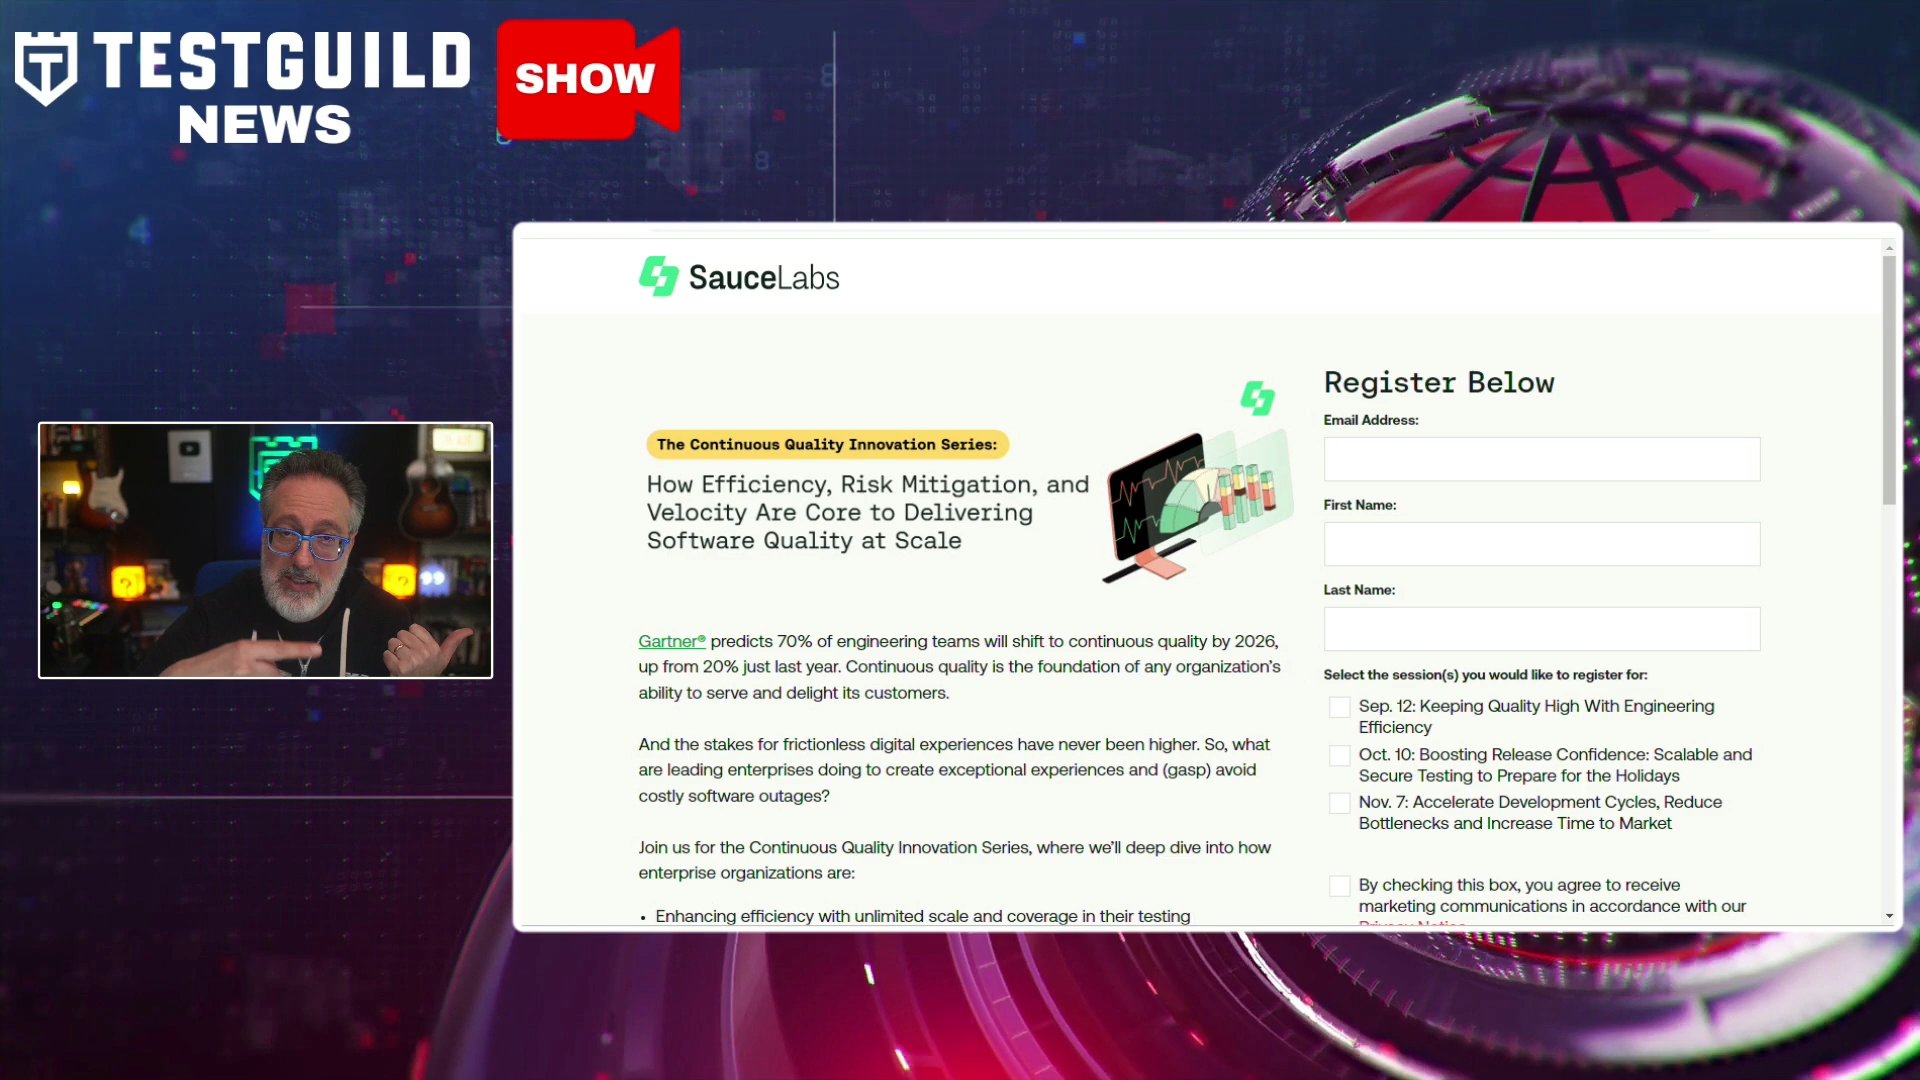 TESTGUILD
NEWS
SHOW
SauceLabs
The Continuous Quality Innovation Series:
How Efficiency, Risk Mitigation, and
Velocity Are Core to Delivering
Software Quality at Scale
Gartner® predicts 70% of engineering teams will shift to continuous quality by 2026,
up from 20% just last year. Continuous quality is the foundation of any organization’s
ability to serve and delight its customers.
And the stakes for frictionless digital experiences have never been higher. So, what
are leading enterprises doing to create exceptional experiences and (gasp) avoid
costly software outages?
Join us for the Continuous Quality Innovation Series, where we’ll deep dive into how
enterprise organizations are:
• Enhancing efficiency with unlimited scale and coverage in their testing
Register Below
Email Address:
First Name:
Last Name:
Select the session(s) you would like to register for:
Sep. 12: Keeping Quality High With Engineering
Efficiency
Oct. 10: Boosting Release Confidence: Scalable and
Secure Testing to Prepare for the Holidays
Nov. 7: Accelerate Development Cycles, Reduce
Bottlenecks and Increase Time to Market
By checking this box, you agree to receive
marketing communications in accordance with our